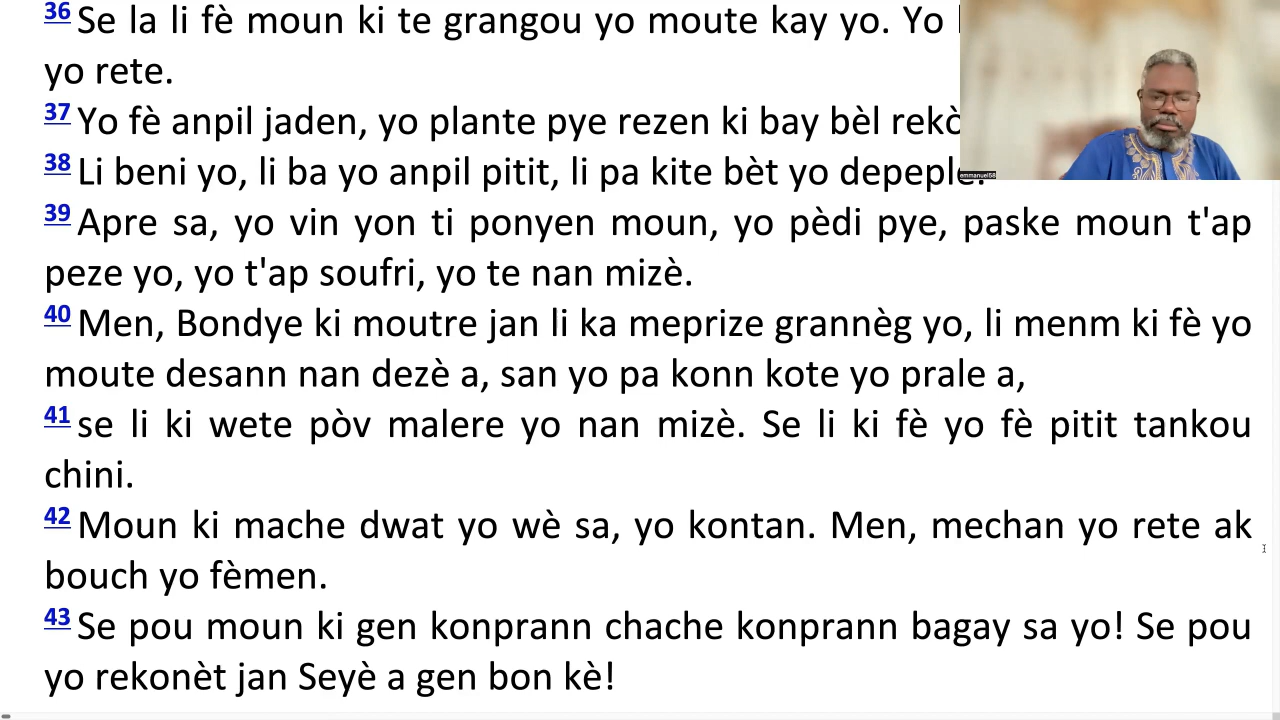 36 Se la li fè moun ki te grangou yo moute kay yo. Yo
yo rete.
37 Yo fè anpil jaden, yo plante pye rezen ki bay bèl rekò
38 Li beni yo, li ba yo anpil pitit, li pa kite bèt yo depeple.
39 Apre sa, yo vin yon ti ponyen moun, yo pèdi pye, paske moun t'ap
peze yo, yo t'ap soufri, yo te nan mizè.
40 Men, Bondye ki moutre jan li ka meprize grannèg yo, li menm ki fè yo
moute desann nan dezè a, san yo pa konn kote yo prale a,
41 se li ki wete pòv malere yo nan mizè. Se li ki fè yo fè pitit tankou
chini.
42 Moun ki mache dwat yo wè sa, yo kontan. Men, mechan yo rete ak
bouch yo fèmen.
43 Se pou moun ki gen konprann chache konprann bagay sa yo! Se pou
yo rekonèt jan Seyè a gen bon kè!
emmanuel58